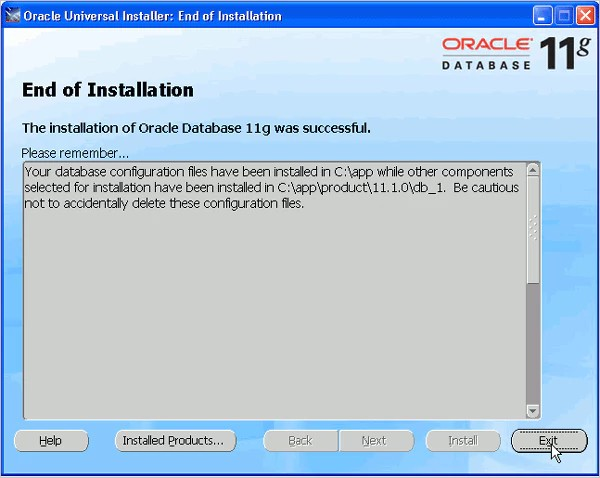 Oracle Universal Installer: End of Installation
ORACLE
DATABASE
11g
End of Installation
The installation of Oracle Database 11g was successful.
Please remember...
Your database configuration files have been installed in C:\app while other components
selected for installation have been installed in C:\app\product\11.1.0\db_1.  Be cautious
not to accidentally delete these configuration files.
Help
Installed Products...
Back
Next
Install
Exit